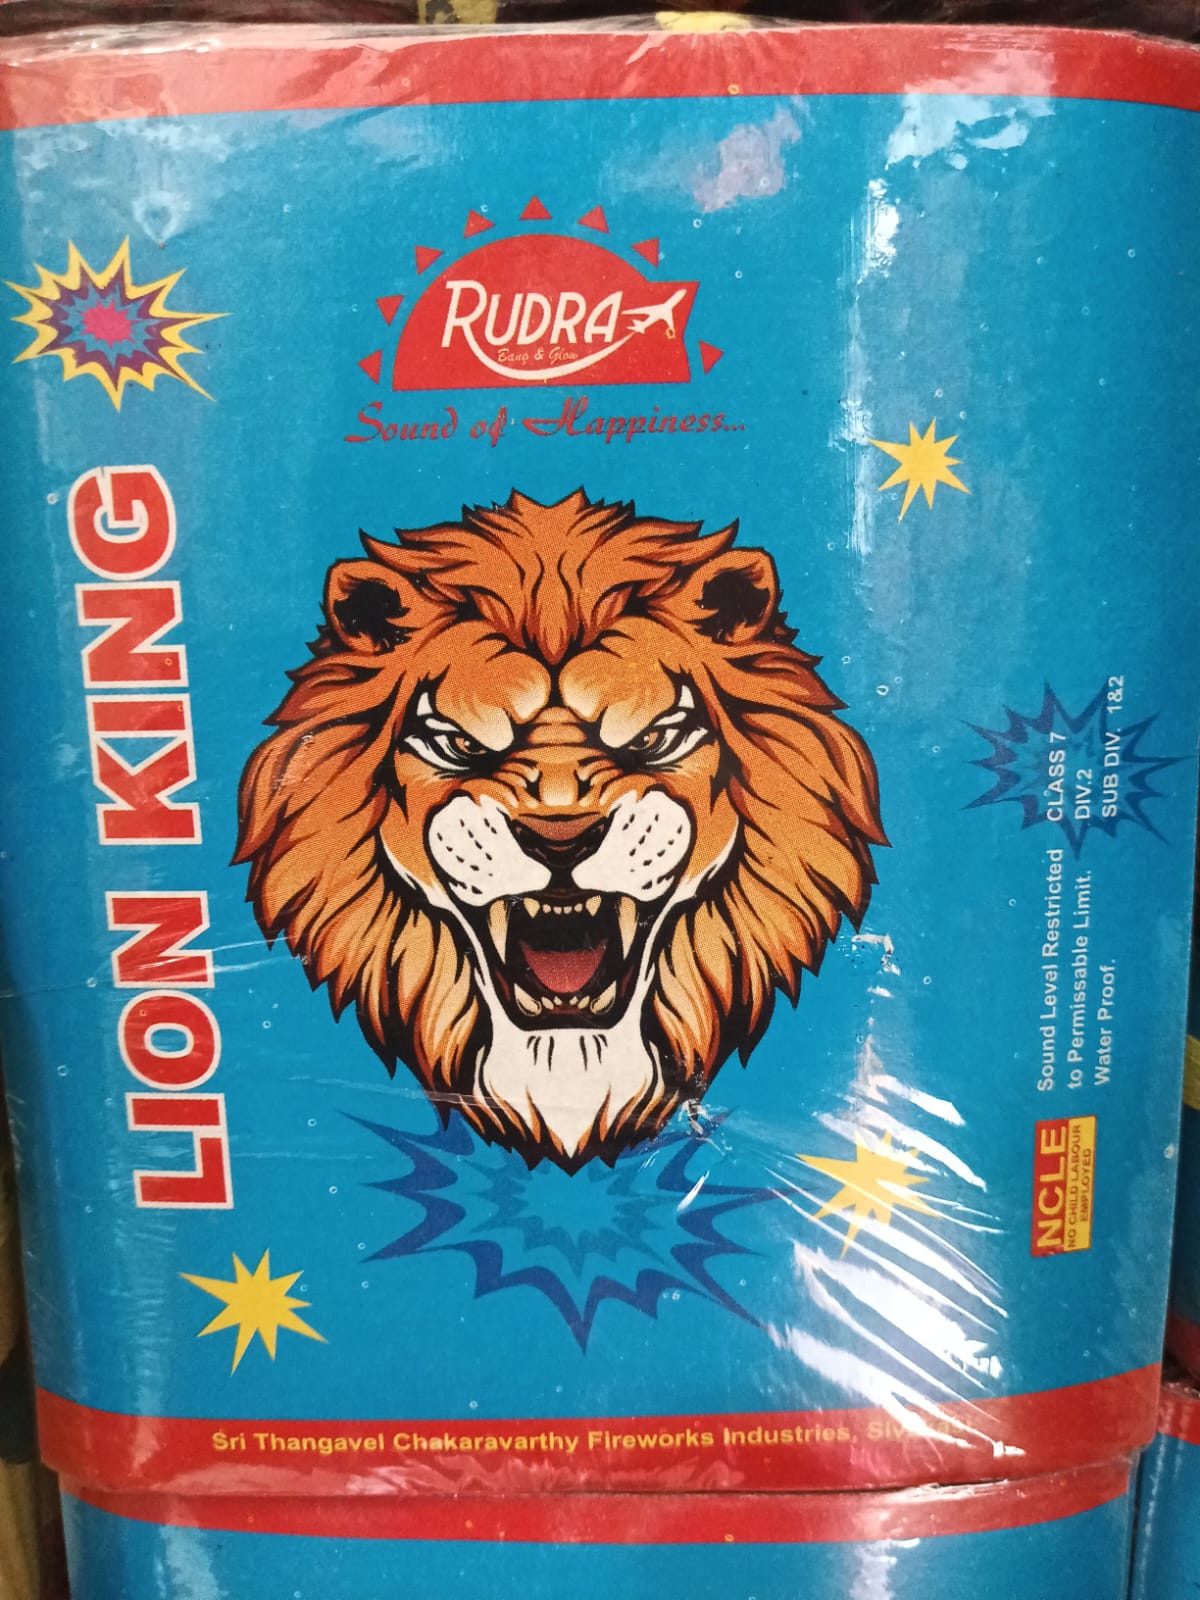 RUDRA
Bang & Glow
Sound of Happiness...
LION KING
CLASS 7
DIV.2
SUB DIV. 1&2
Sound Level Restricted
to Permissable Limit.
Water Proof.
NCLE
NO CHILD LABOUR
EMPLOYED
Sri Thangavel Chakaravarthy Fireworks Industries,